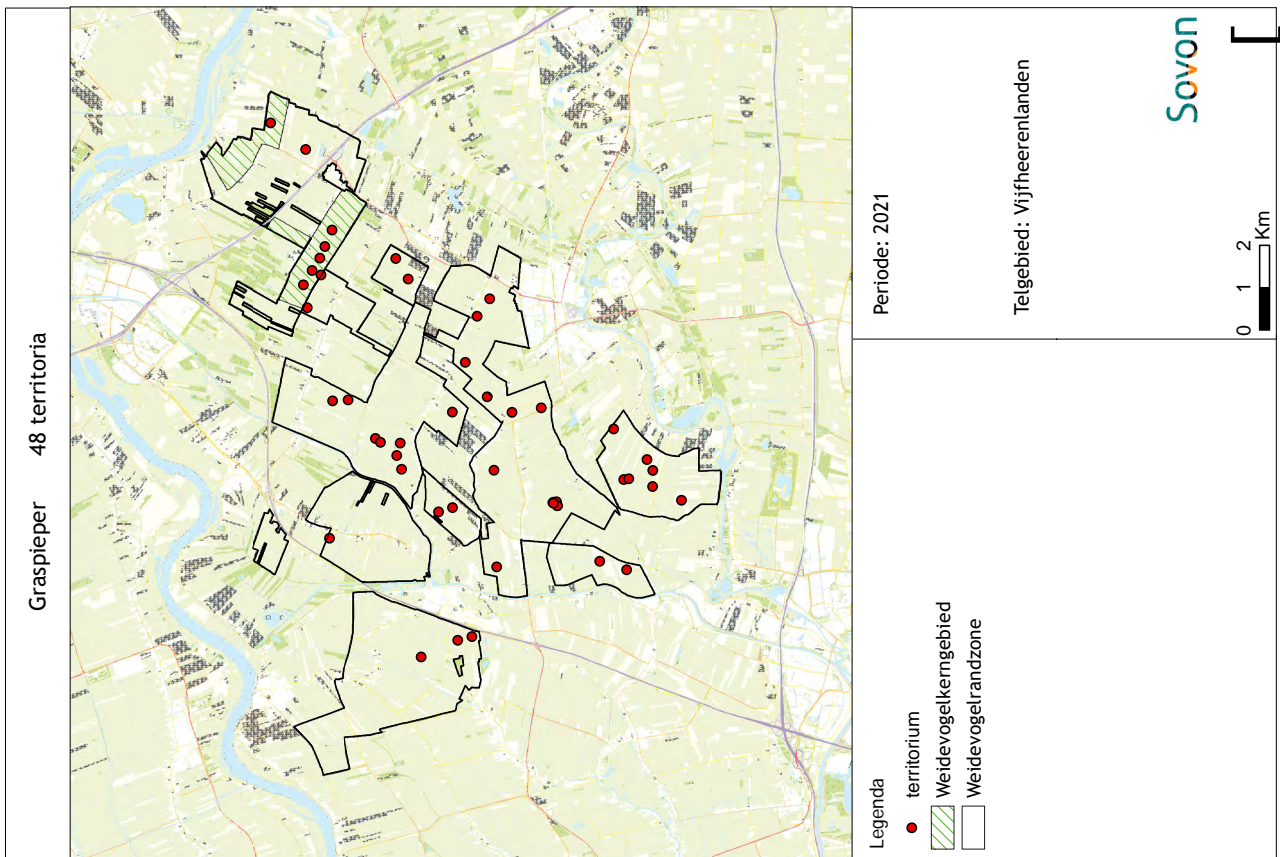 Graspieper 48 territoria
Legenda
territorium
Weidevogelkerngebied
Weidevogelrandzone
Periode: 2021
Telgebied: Vijfheerenlanden
0 1 2 Km
Sovon